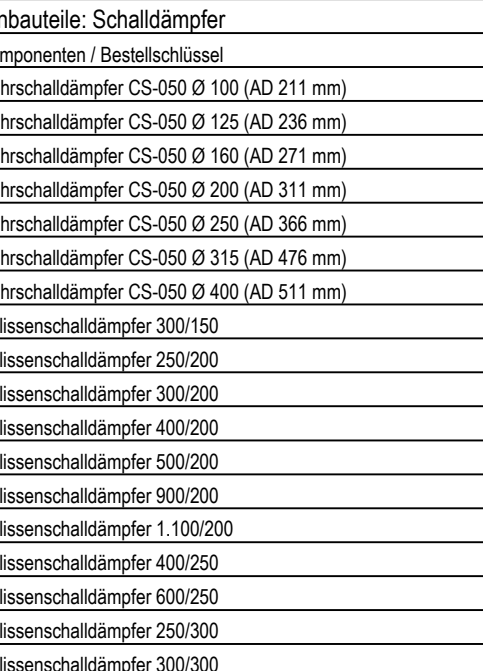 nbauteile: Schalldämpfer
mponenten / Bestellschlüssel
hrschalldämpfer CS-050 Ø 100 (AD 211 mm)
hrschalldämpfer CS-050 Ø 125 (AD 236 mm)
hrschalldämpfer CS-050 Ø 160 (AD 271 mm)
hrschalldämpfer CS-050 Ø 200 (AD 311 mm)
hrschalldämpfer CS-050 Ø 250 (AD 366 mm)
hrschalldämpfer CS-050 Ø 315 (AD 476 mm)
hrschalldämpfer CS-050 Ø 400 (AD 511 mm)
lissenschalldämpfer 300/150
lissenschalldämpfer 250/200
lissenschalldämpfer 300/200
lissenschalldämpfer 400/200
lissenschalldämpfer 500/200
lissenschalldämpfer 900/200
lissenschalldämpfer 1.100/200
lissenschalldämpfer 400/250
lissenschalldämpfer 600/250
lissenschalldämpfer 250/300
lissenschalldämpfer 300/300